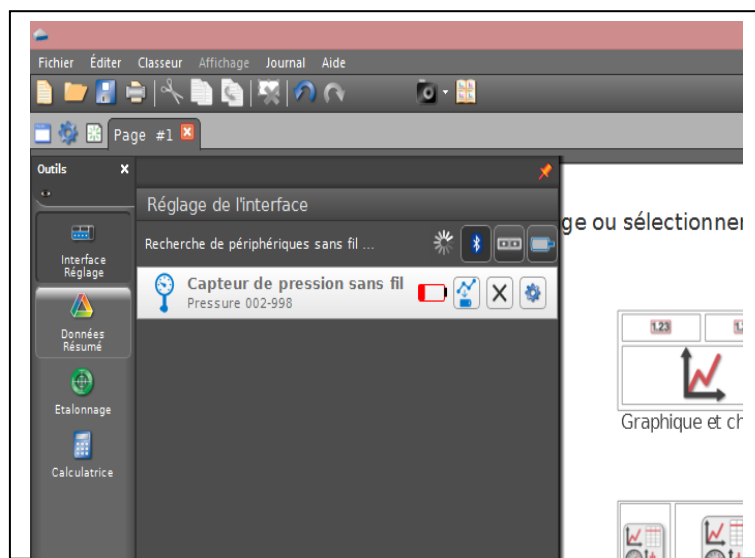 Fichier Éditer Classeur Affichage Journal Aide
Page #1
Outils
Réglage de l'interface
ge ou sélectionner
Recherche de périphériques sans fil ...
Interface
Réglage
Capteur de pression sans fil
Pressure 002-998
Données
Résumé
1.23
Etalonnage
Graphique et ch
Calculatrice